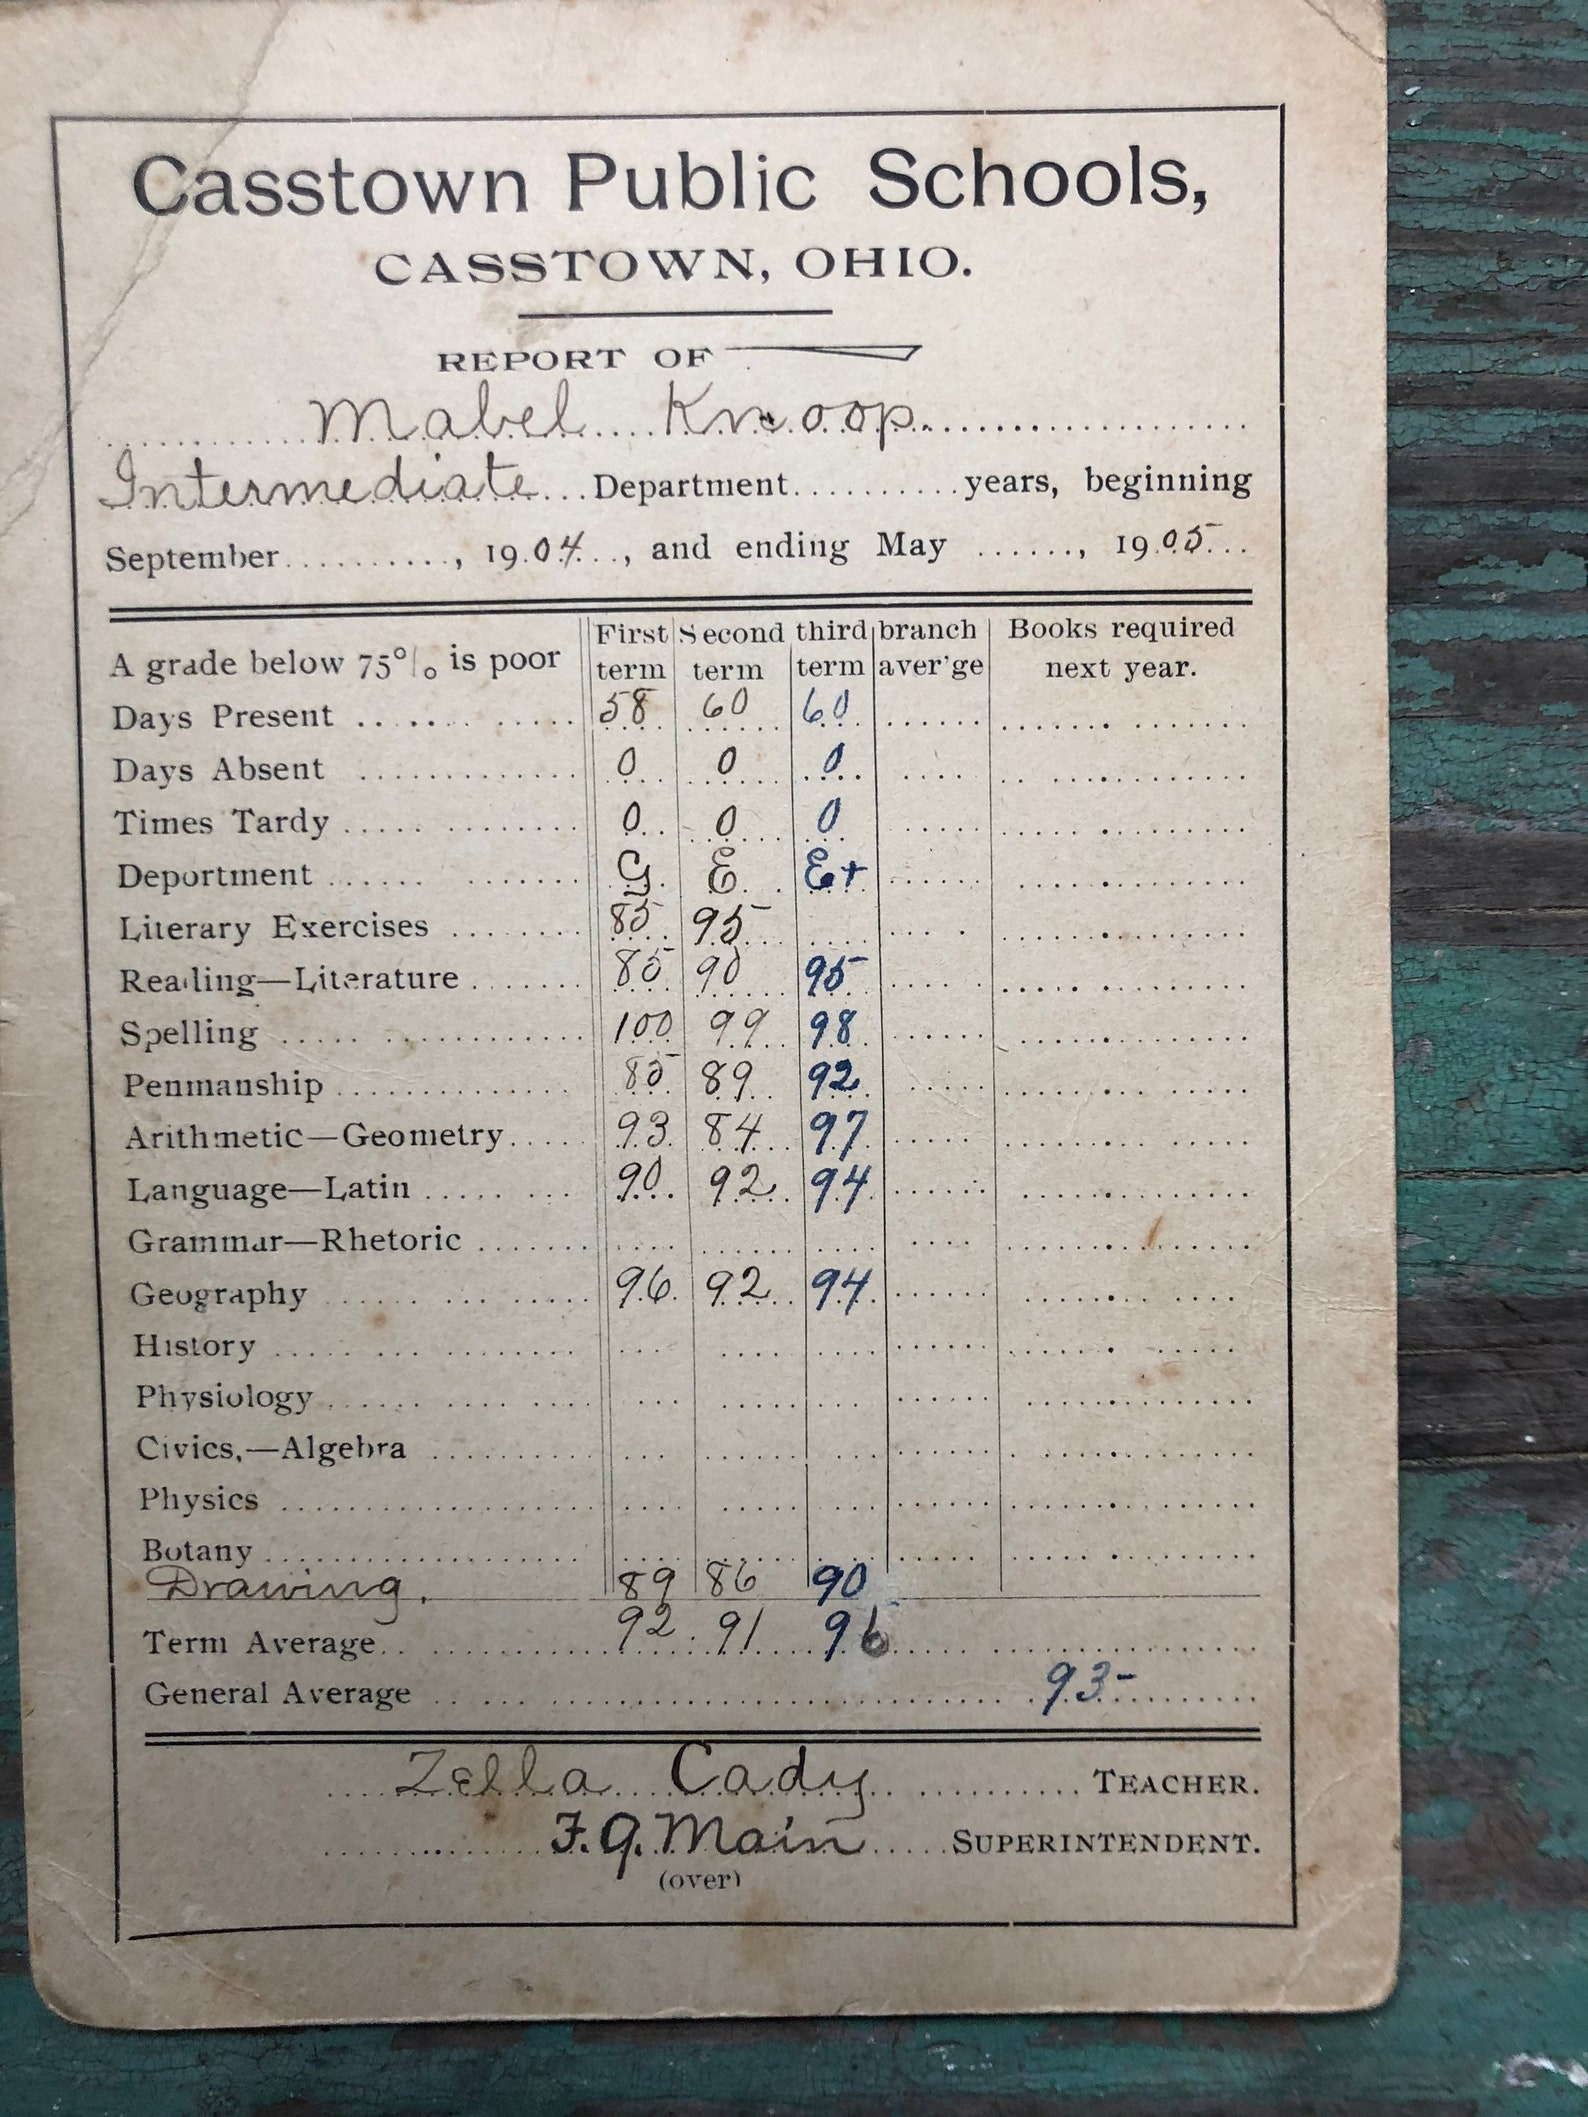 Casstown Public Schools,
CASSTOWN, OHIO.
REPORT OF
Mabel Knoop.
Intermediate Department years, beginning
September , 1904 , and ending May , 1905
A grade below 75% is poor First term Second term third term branch aver'ge Books required next year.
Days Present 58 60 60
Days Absent 0 0 0
Times Tardy 0 0 0
Deportment G E E+
Literary Exercises 85 95
Reading—Literature 85 90 95
Spelling 100 99 98
Penmanship 85 89 92
Arithmetic—Geometry 93 84 97
Language—Latin 90 92 94
Grammar—Rhetoric
Geography 96 92 94
History
Physiology
Civics,—Algebra
Physics
Botany
Drawing. 89 86 90
Term Average 92 91 96
General Average 93-
Zella Cady TEACHER.
F. G. Main SUPERINTENDENT.
(over)